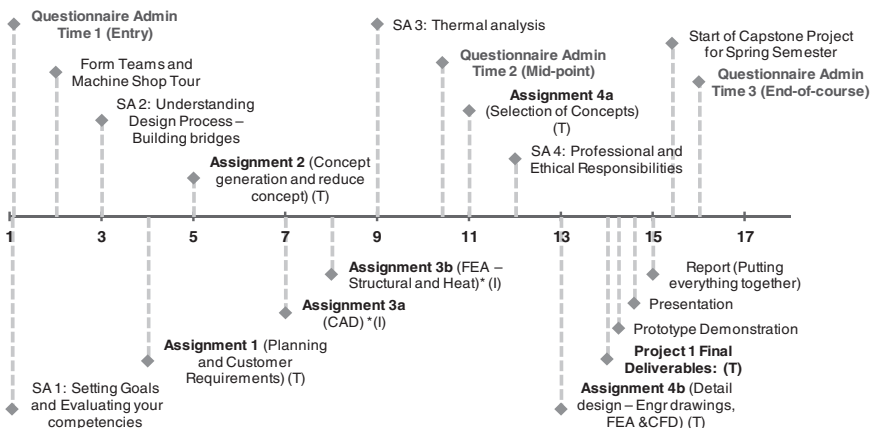 Questionnaire Admin
Time 1 (Entry)
Form Teams and
Machine Shop Tour
SA 2: Understanding
Design Process –
Building bridges
Assignment 2 (Concept
generation and reduce
concept) (T)
SA 3: Thermal analysis
Questionnaire Admin
Time 2 (Mid-point)
Assignment 4a
(Selection of Concepts)
(T)
SA 4: Professional and
Ethical Responsibilities
Start of Capstone Project
for Spring Semester
Questionnaire Admin
Time 3 (End-of-course)
1 3 5 7 9 11 13 15 17
Assignment 3b (FEA –
Structural and Heat)* (I)
Assignment 3a
(CAD) *(I)
Assignment 1 (Planning
and Customer
Requirements) (T)
SA 1: Setting Goals
and Evaluating your
competencies
Report (Putting
everything together)
Presentation
Prototype Demonstration
Project 1 Final
Deliverables: (T)
Assignment 4b (Detail
design – Engr drawings,
FEA &CFD) (T)